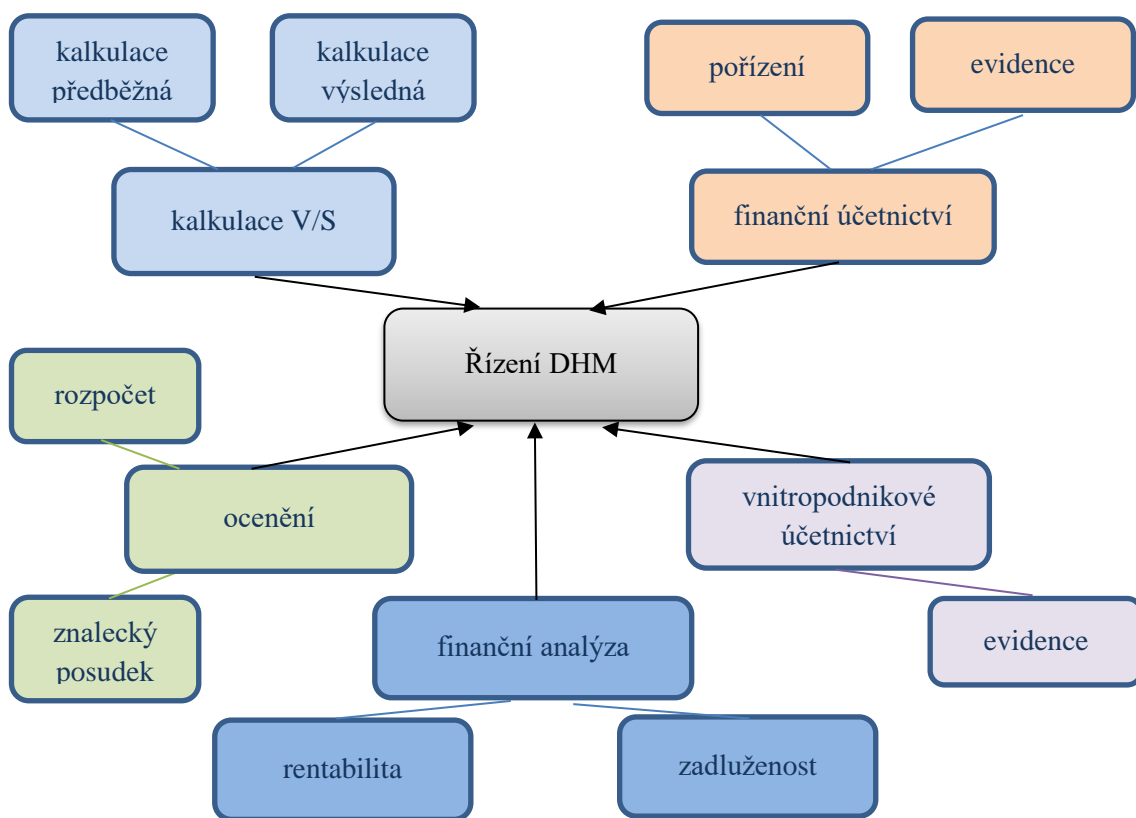 kalkulace
předběžná
kalkulace
výsledná
pořízení
evidence
kalkulace V/S
finanční účetnictví
Řízení DHM
rozpočet
ocenění
vnitropodnikové
účetnictví
znalecký
posudek
finanční analýza
evidence
rentabilita
zadluženost